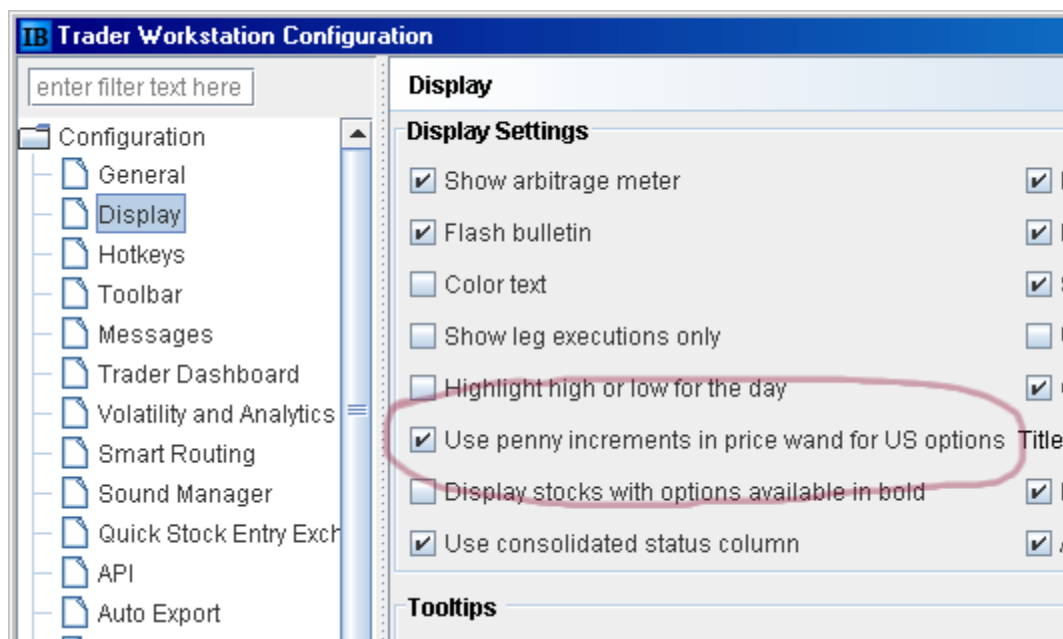 IB Trader Workstation Configuration
enter filter text here
Configuration
General
Display
Hotkeys
Toolbar
Messages
Trader Dashboard
Volatility and Analytics
Smart Routing
Sound Manager
Quick Stock Entry Exch
API
Auto Export
Display
Display Settings
Show arbitrage meter
Flash bulletin
Color text
Show leg executions only
Highlight high or low for the day
Use penny increments in price wand for US options
Display stocks with options available in bold
Use consolidated status column
Title
Tooltips